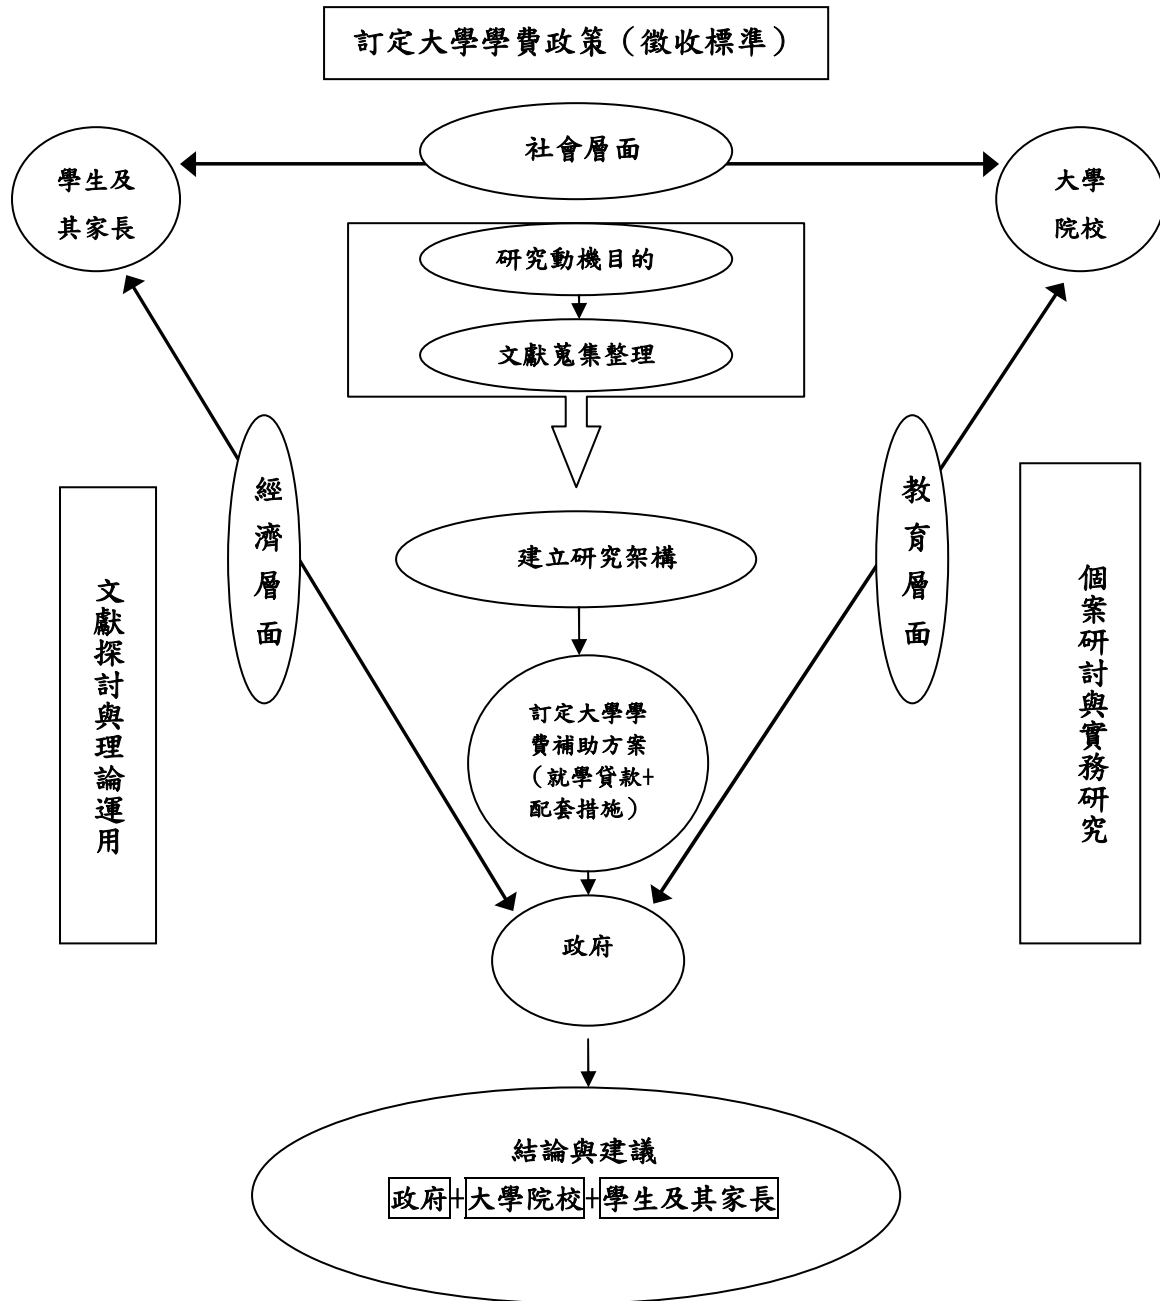 訂定大學學費政策（徵收標準）
社會層面
學生及
其家長
大學
院校
研究動機目的
文獻蒐集整理
經濟層面
教育層面
建立研究架構
文獻探討與理論運用
個案研討與實務研究
訂定大學學
費補助方案
（就學貸款+
配套措施）
政府
結論與建議
政府+大學院校+學生及其家長